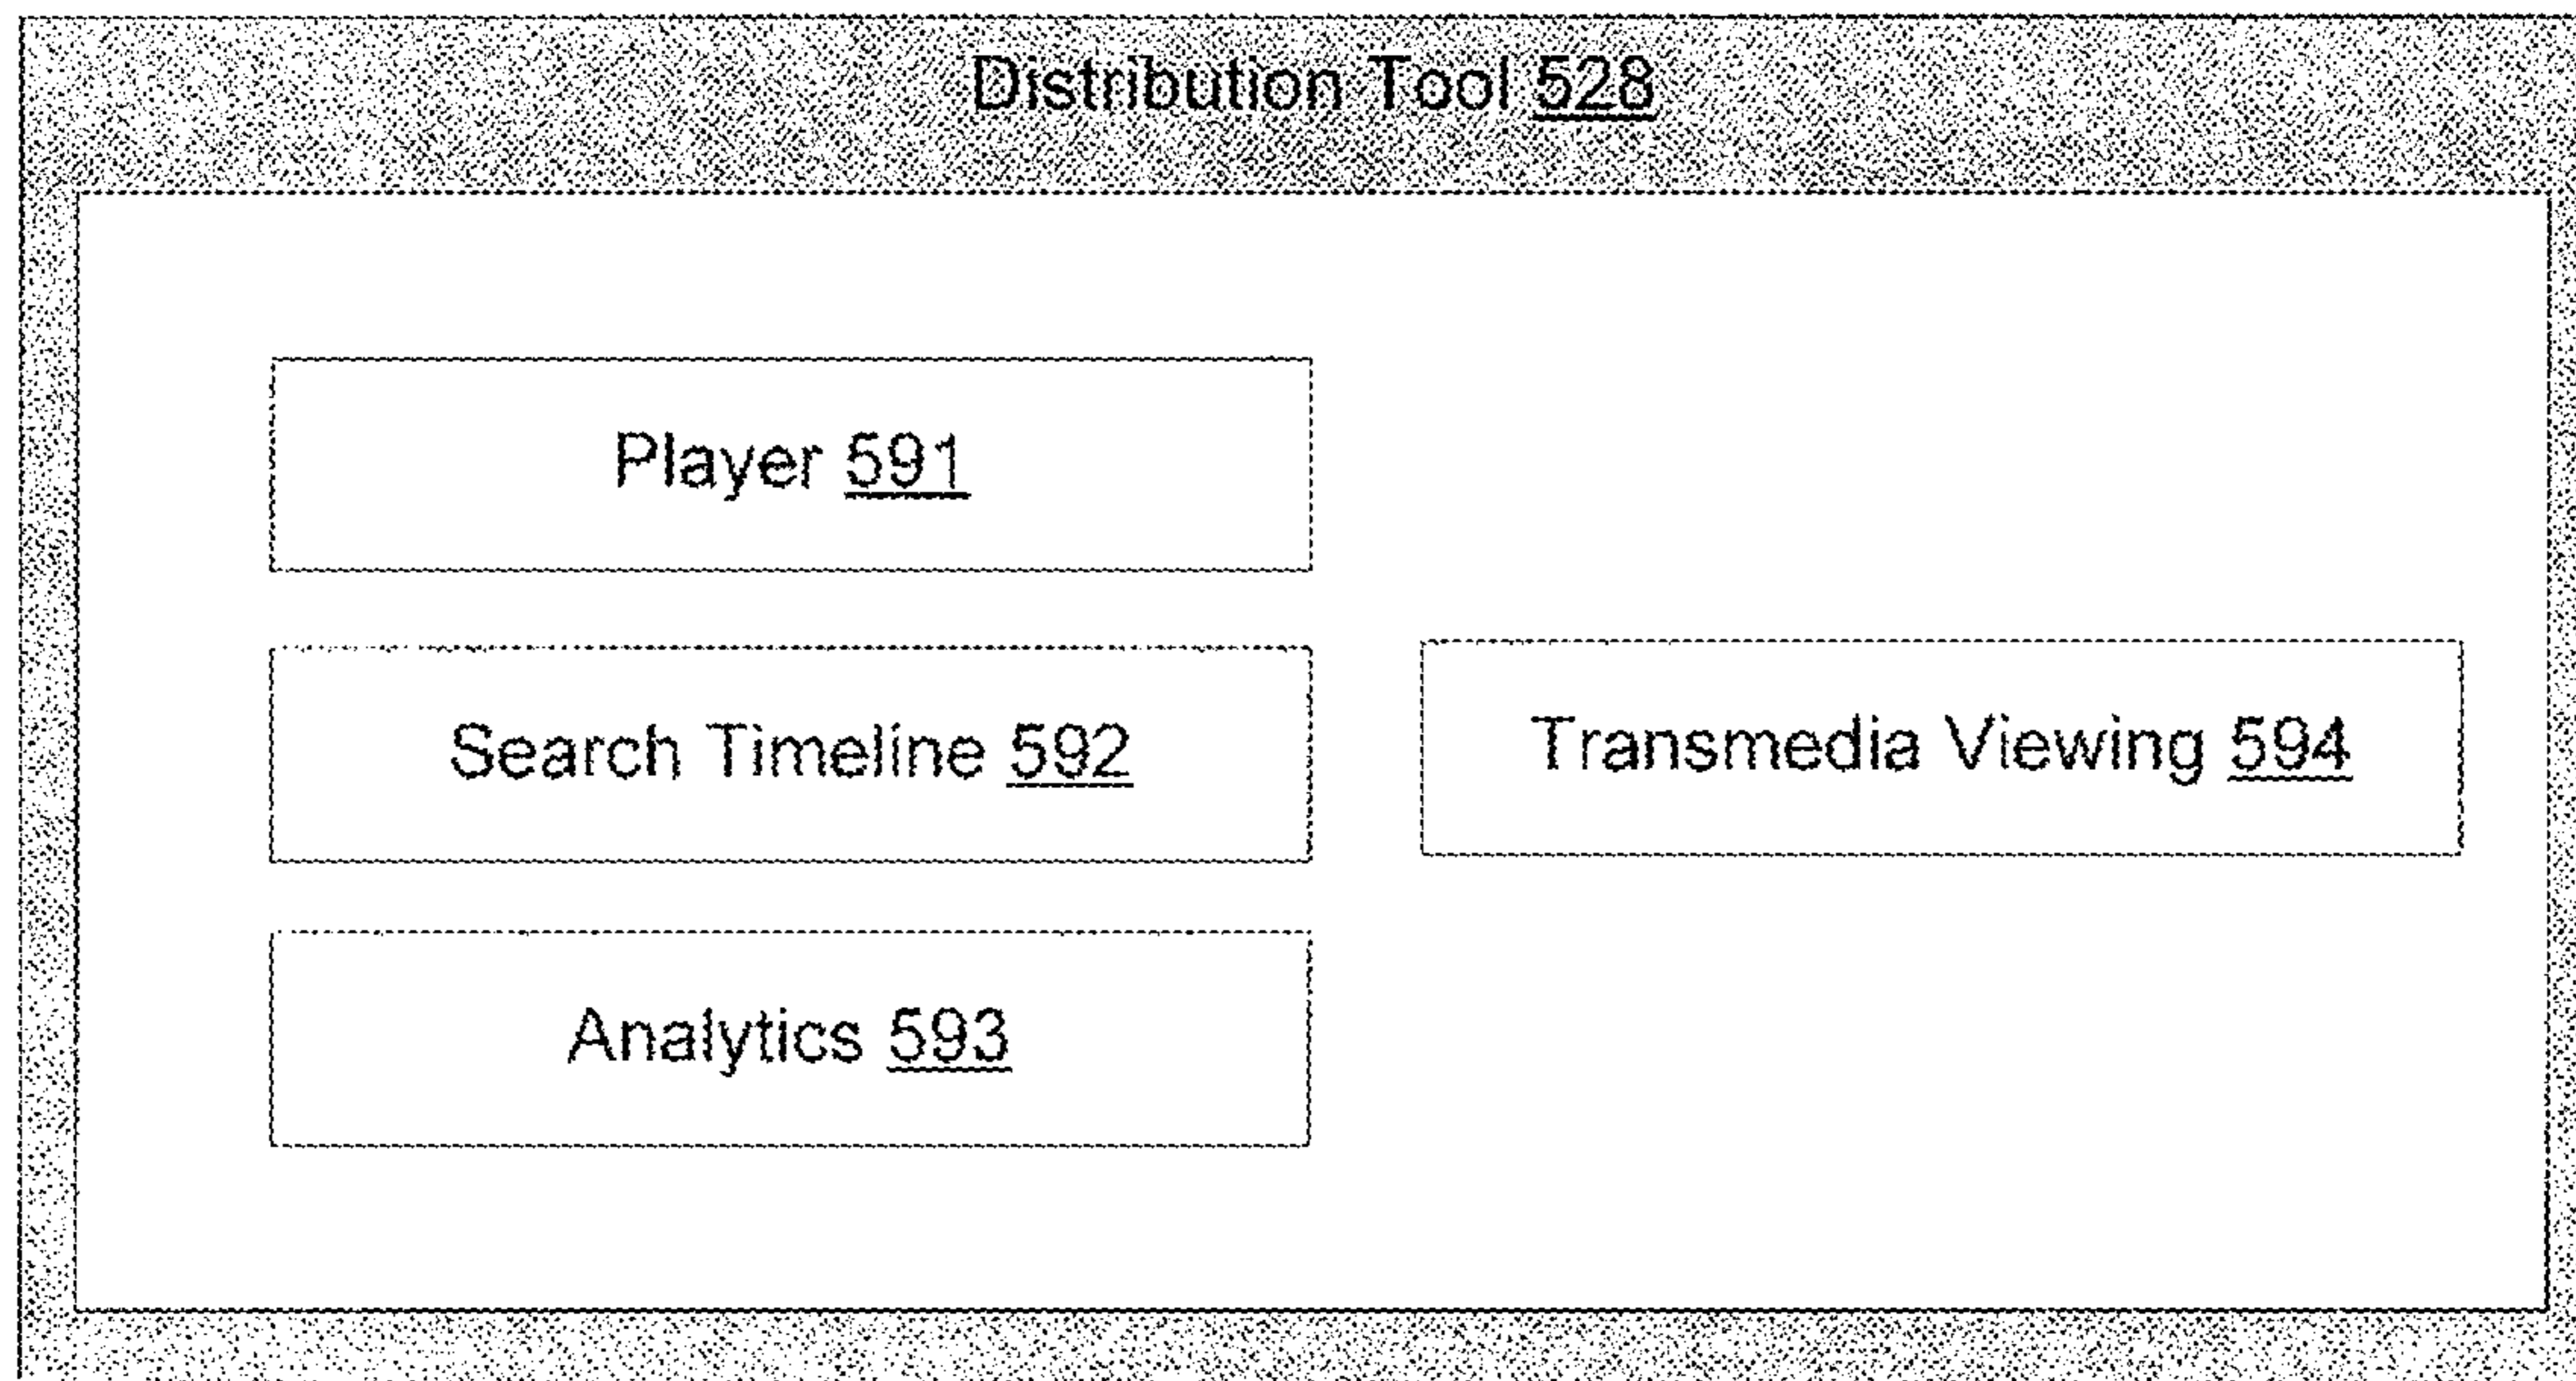 Distribution Tool 528
Player 591
Search Timeline 592
Transmedia Viewing 594
Analytics 593